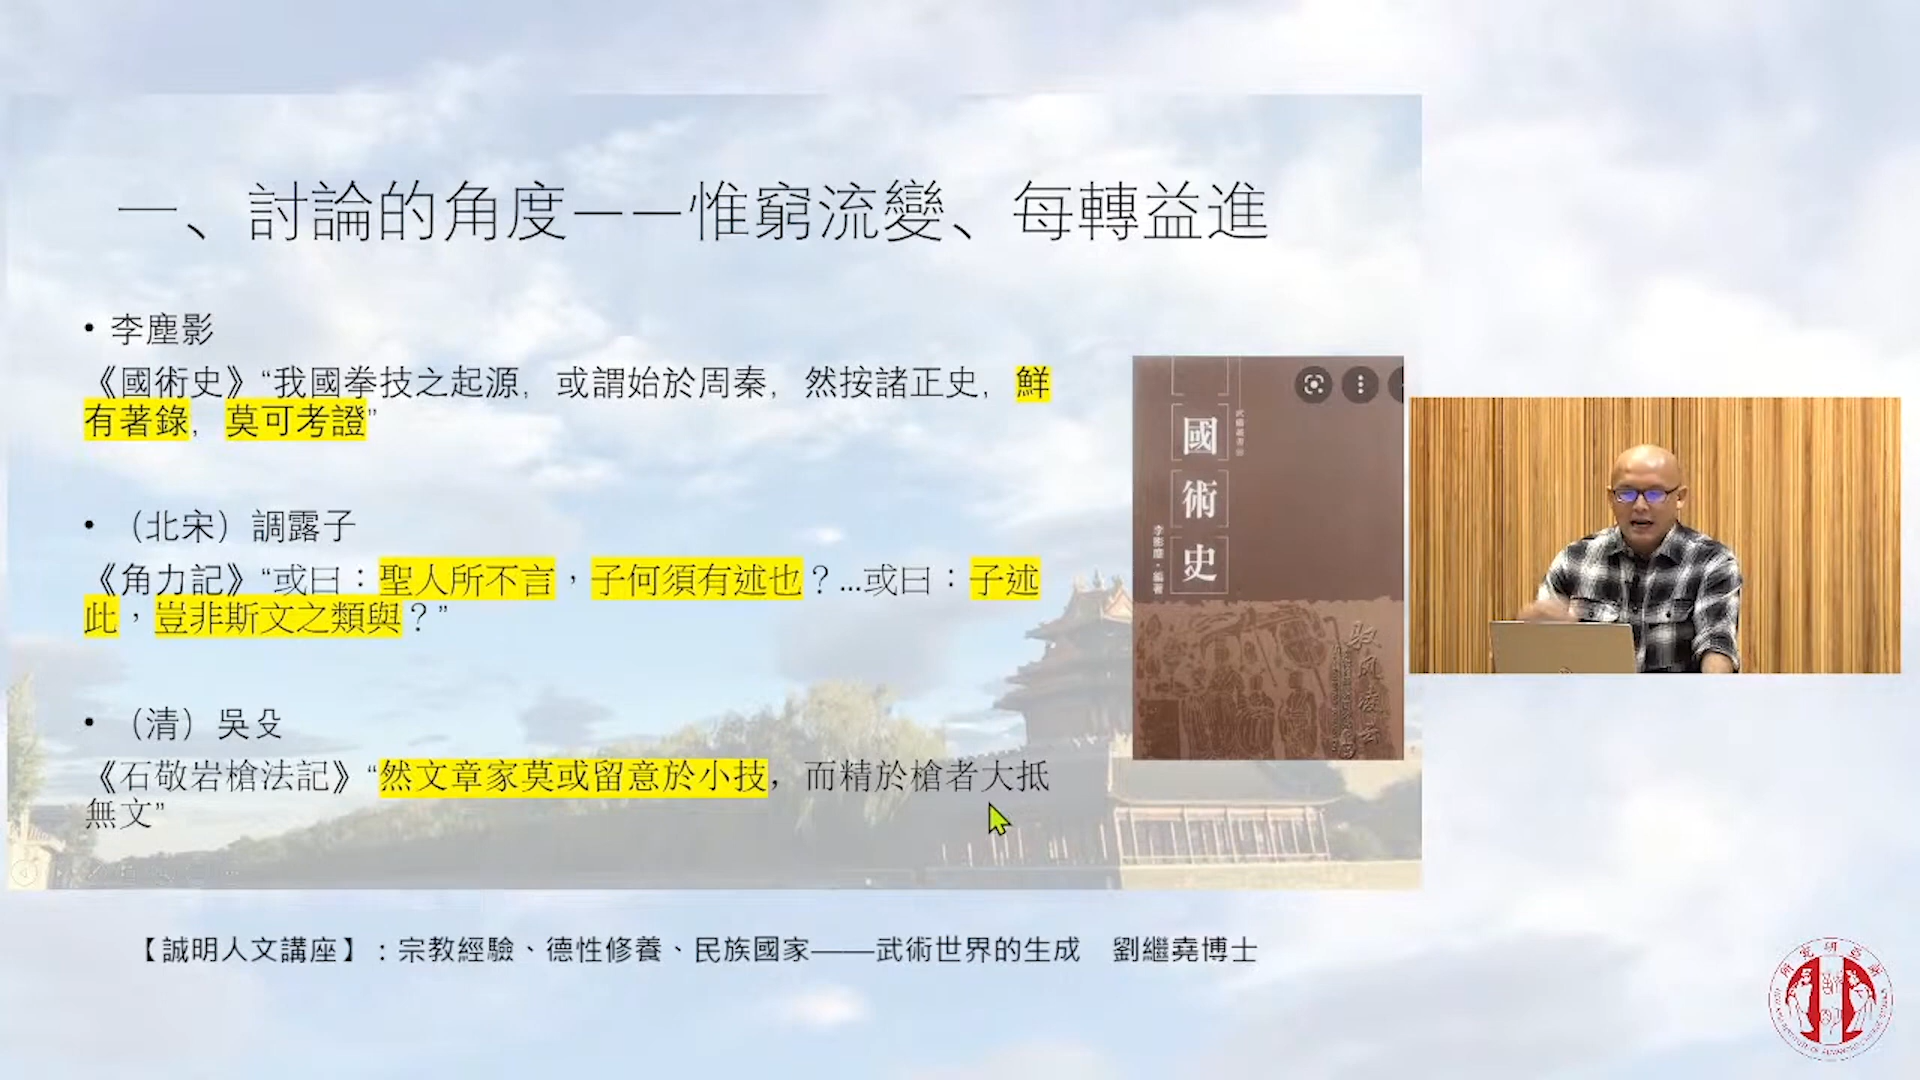 一、討論的角度——惟窮流變、每轉益進
• 李塵影
《國術史》“我國拳技之起源，或謂始於周秦，然按諸正史，鮮
有著錄，莫可考證”
• （北宋）調露子
《角力記》“或曰：聖人所不言，子何須有述也？...或曰：子述
此，豈非斯文之類與？”
• （清）吳殳
《石敬岩槍法記》“然文章家莫或留意於小技，而精於槍者大抵
無文”
國術史
李影塵·編著
驭风凌云
【誠明人文講座】：宗教經驗、德性修養、民族國家——武術世界的生成　劉繼堯博士